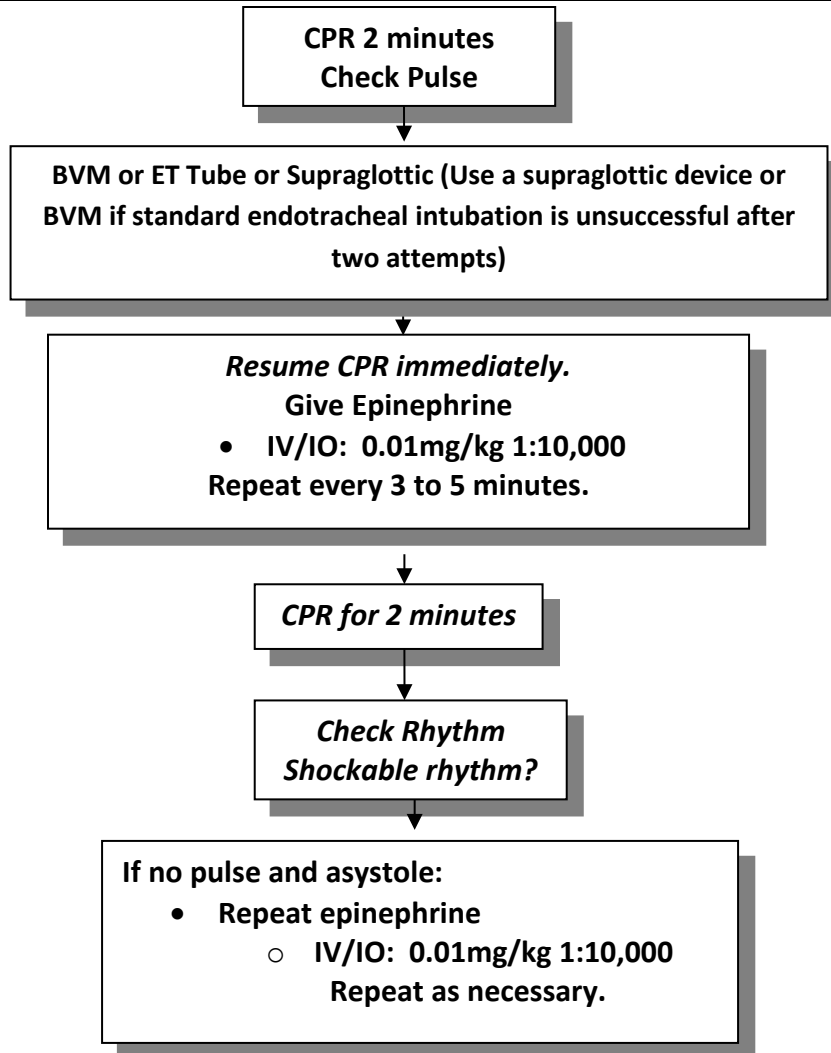 CPR 2 minutes
Check Pulse
BVM or ET Tube or Supraglottic (Use a supraglottic device or
BVM if standard endotracheal intubation is unsuccessful after
two attempts)
Resume CPR immediately.
Give Epinephrine
• IV/IO: 0.01mg/kg 1:10,000
Repeat every 3 to 5 minutes.
CPR for 2 minutes
Check Rhythm
Shockable rhythm?
If no pulse and asystole:
• Repeat epinephrine
o IV/IO: 0.01mg/kg 1:10,000
Repeat as necessary.